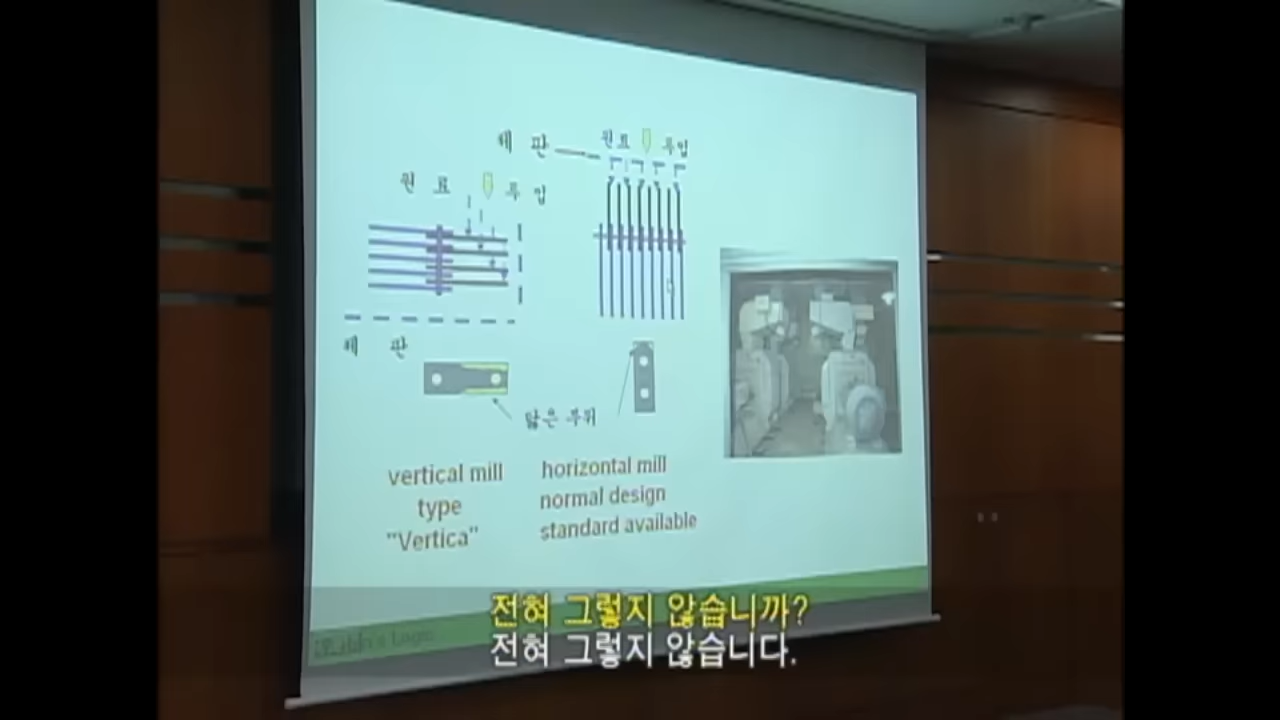 체 판
원료 투입
원 료 투 입
체 판
닳은 부위
vertical mill
type
"Vertica"
horizontal mill
normal design
standard available
전혀 그렇지 않습니까?
전혀 그렇지 않습니다.